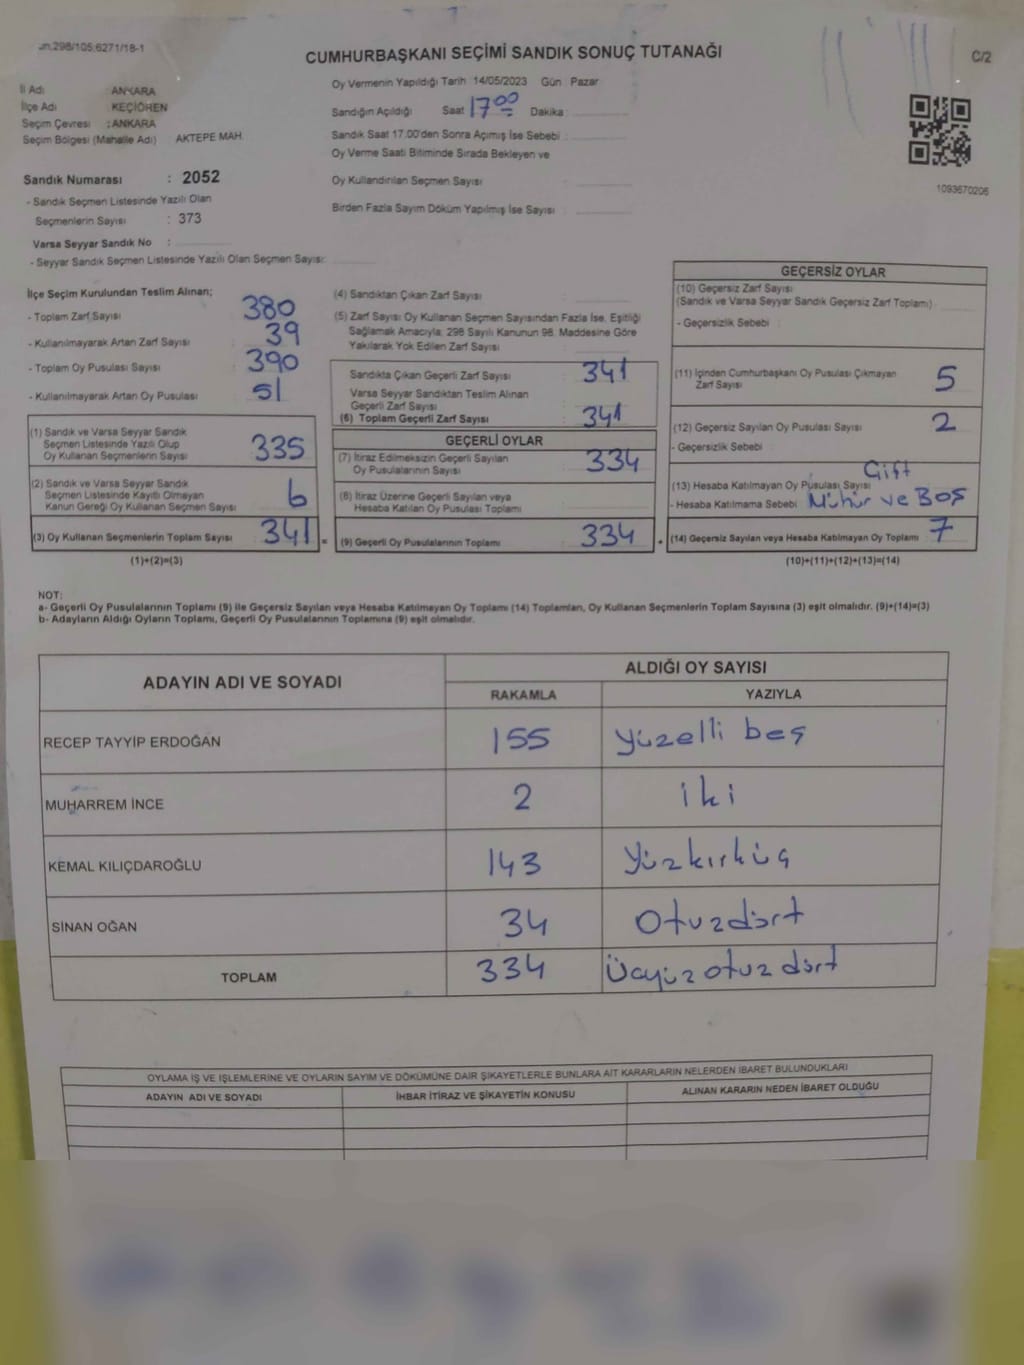 CUMHURBAŞKANI SEÇİMİ SANDIK SONUÇ TUTANAĞI
C/2
İl Adı : ANKARA
İlçe Adı : KEÇİÖREN
Seçim Çevresi : ANKARA
Seçim Bölgesi (Mahalle Adı) AKTEPE MAH.
Sandık Numarası : 2052
- Sandık Seçmen Listesinde Yazılı Olan
Seçmenlerin Sayısı : 373
Varsa Seyyar Sandık No :
- Seyyar Sandık Seçmen Listesinde Yazılı Olan Seçmen Sayısı:
Oy Vermenin Yapıldığı Tarih 14/05/2023 Gün : Pazar
Sandığın Açıldığı Saat 17 00 Dakika :
Sandık Saat 17.00'den Sonra Açımış İse Sebebi :
Oy Verme Saati Bitiminde Sırada Bekleyen ve
Oy Kullandırılan Seçmen Sayısı :
Birden Fazla Sayım Döküm Yapılmış İse Sayısı :
1093670206
İlçe Seçim Kurulundan Teslim Alınan;
- Toplam Zarf Sayısı : 380
- Kullanılmayarak Artan Zarf Sayısı : 39
- Toplam Oy Pusulası Sayısı : 390
- Kullanılmayarak Artan Oy Pusulası : 51
(1) Sandık ve Varsa Seyyar Sandık
Seçmen Listesinde Yazılı Olup
Oy Kullanan Seçmenlerin Sayısı : 335
(2) Sandık ve Varsa Seyyar Sandık
Seçmen Listesinde Kayıtlı Olmayan
Kanun Gereği Oy Kullanan Seçmen Sayısı : 6
(3) Oy Kullanan Seçmenlerin Toplam Sayısı : 341 =
(1)+(2)=(3)
(4) Sandıktan Çıkan Zarf Sayısı :
(5) Zarf Sayısı Oy Kullanan Seçmen Sayısından Fazla İse, Eşitliği
Sağlamak Amacıyla, 298 Sayılı Kanunun 98. Maddesine Göre
Yakılarak Yok Edilen Zarf Sayısı :
Sandıkta Çıkan Geçerli Zarf Sayısı : 341
Varsa Seyyar Sandıktan Teslim Alınan
Geçerli Zarf Sayısı :
(6) Toplam Geçerli Zarf Sayısı : 341
GEÇERLİ OYLAR
(7) İtiraz Edilmeksizin Geçerli Sayılan
Oy Pusulalarının Sayısı : 334
(8) İtiraz Üzerine Geçerli Sayılan veya
Hesaba Katılan Oy Pusulası Toplamı :
(9) Geçerli Oy Pusulalarının Toplamı : 334 +
GEÇERSİZ OYLAR
(10) Geçersiz Zarf Sayısı
(Sandık ve Varsa Seyyar Sandık Geçersiz Zarf Toplamı) :
- Geçersizlik Sebebi :
(11) İçinden Cumhurbaşkanı Oy Pusulası Çıkmayan
Zarf Sayısı : 5
(12) Geçersiz Sayılan Oy Pusulası Sayısı : 2
- Geçersizlik Sebebi :
Çift
(13) Hesaba Katılmayan Oy Pusulası Sayısı
- Hesaba Katılmama Sebebi : Mühür ve Boş
(14) Geçersiz Sayılan veya Hesaba Katılmayan Oy Toplamı : 7
(10)+(11)+(12)+(13)=(14)
NOT:
a- Geçerli Oy Pusulalarının Toplamı (9) ile Geçersiz Sayılan veya Hesaba Katılmayan Oy Toplamı (14) Toplamları, Oy Kullanan Seçmenlerin Toplam Sayısına (3) eşit olmalıdır. (9)+(14)=(3)
b- Adayların Aldığı Oyların Toplamı, Geçerli Oy Pusulalarının Toplamına (9) eşit olmalıdır.
ADAYIN ADI VE SOYADI ALDIĞI OY SAYISI
RAKAMLA YAZIYLA
RECEP TAYYİP ERDOĞAN 155 Yüzelli beş
MUHARREM İNCE 2 iki
KEMAL KILIÇDAROĞLU 143 Yüzkırküç
SİNAN OĞAN 34 Otuzdört
TOPLAM 334 Üçyüz otuz dört
OYLAMA İŞ VE İŞLEMLERİNE VE OYLARIN SAYIM VE DÖKÜMÜNE DAİR ŞİKAYETLERLE BUNLARA AİT KARARLARIN NELERDEN İBARET BULUNDUKLARI
ADAYIN ADI VE SOYADI İHBAR İTİRAZ VE ŞİKAYETİN KONUSU ALINAN KARARIN NEDEN İBARET OLDUĞU